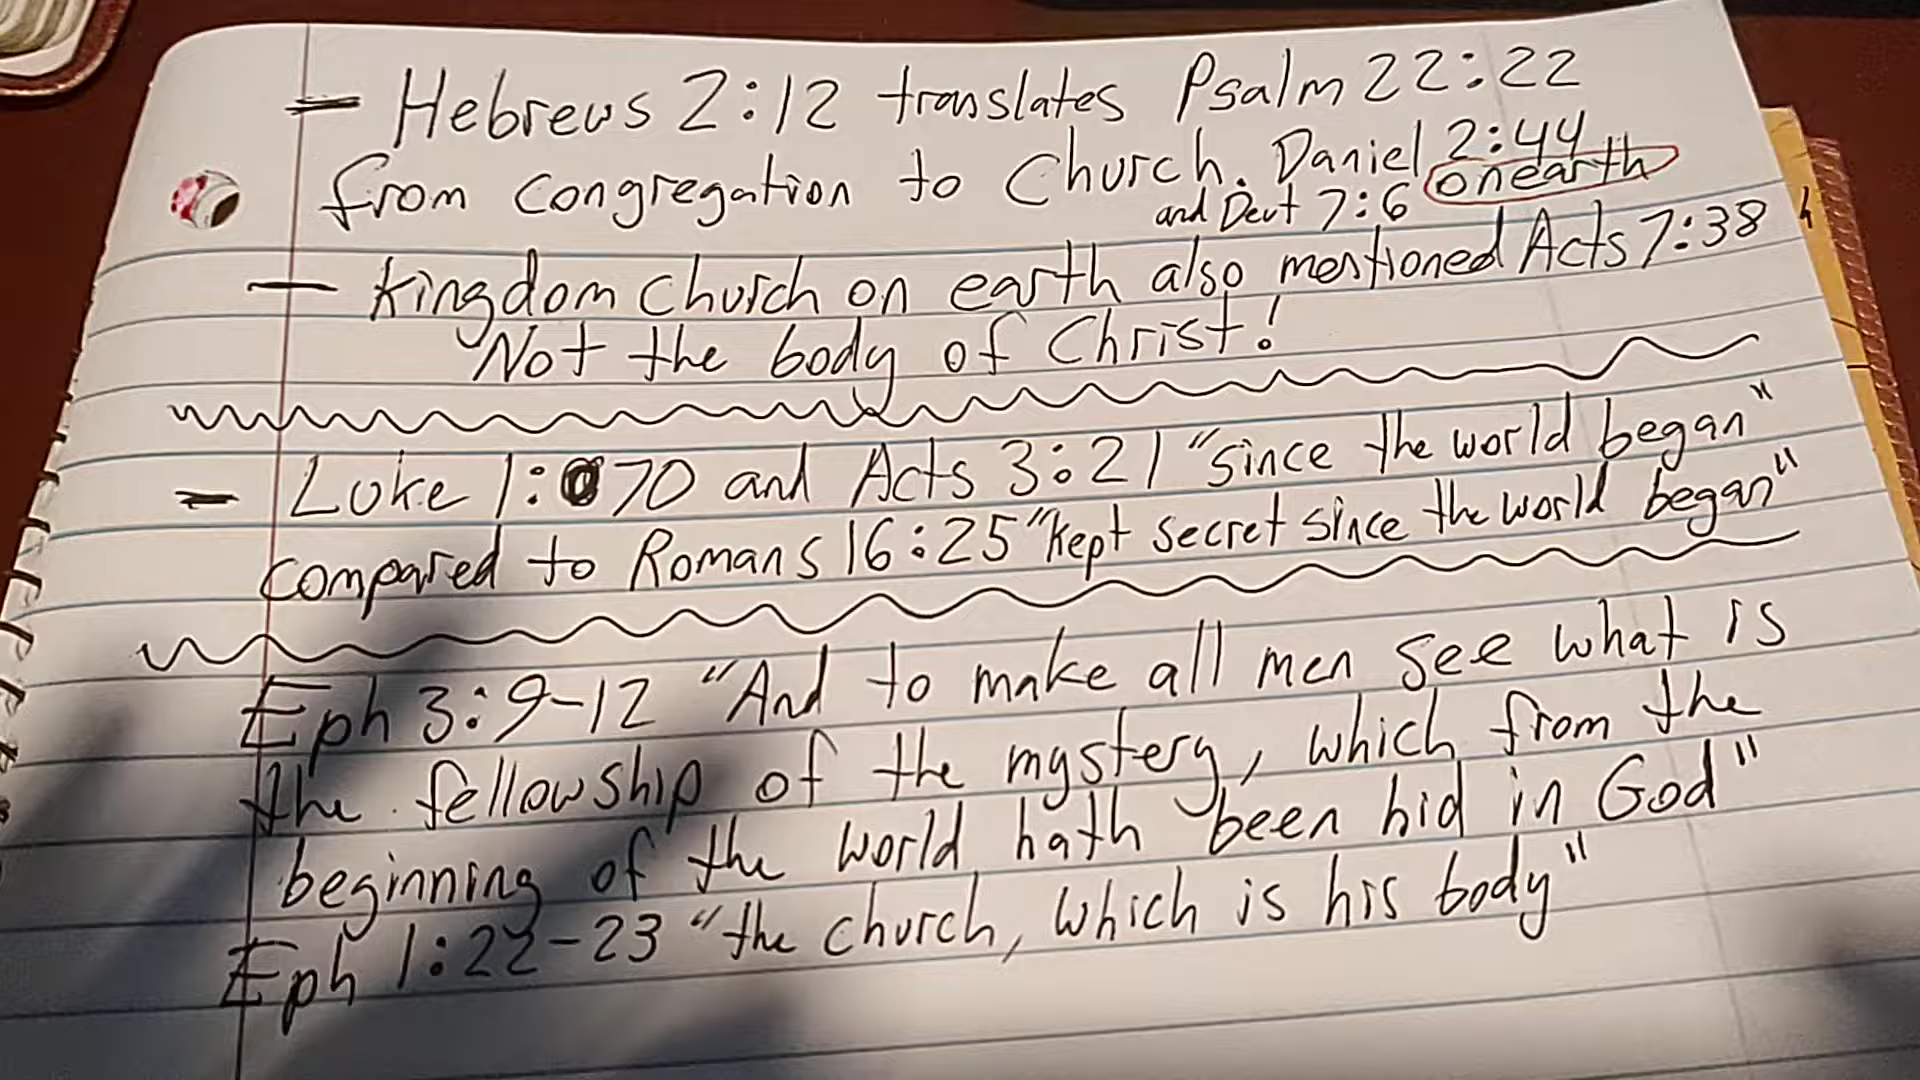 - Hebrews 2:12 translates Psalm 22:22
from congregation to Church. Daniel 2:44
and Deut 7:6 on earth
- Kingdom church on earth also mentioned Acts 7:38
Not the body of Christ!
- Luke 1:70 and Acts 3:21 "since the world began"
compared to Romans 16:25 "kept secret since the world began"
Eph 3:9-12 "And to make all men see what is
the fellowship of the mystery, which from the
beginning of the world hath been hid in God"
Eph 1:22-23 "the church, which is his body"